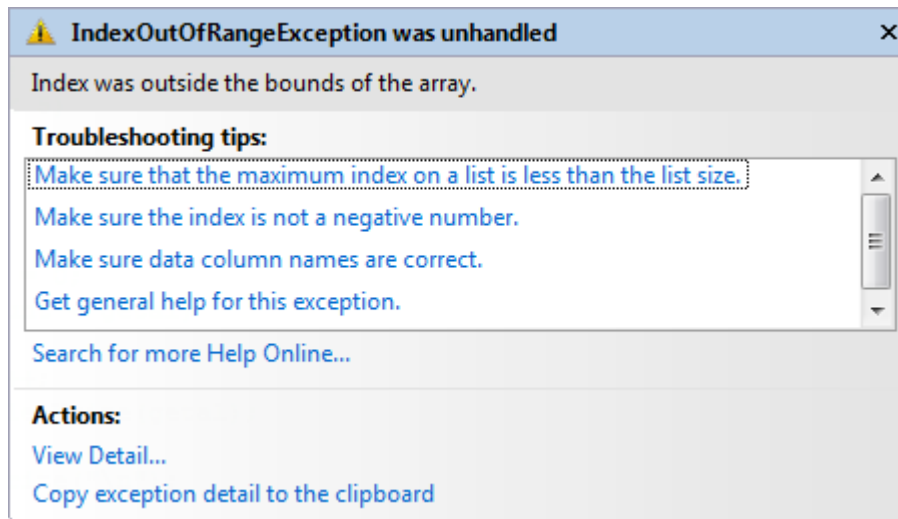 IndexOutOfRangeException was unhandled
Index was outside the bounds of the array.
Troubleshooting tips:
Make sure that the maximum index on a list is less than the list size.
Make sure the index is not a negative number.
Make sure data column names are correct.
Get general help for this exception.
Search for more Help Online...
Actions:
View Detail...
Copy exception detail to the clipboard